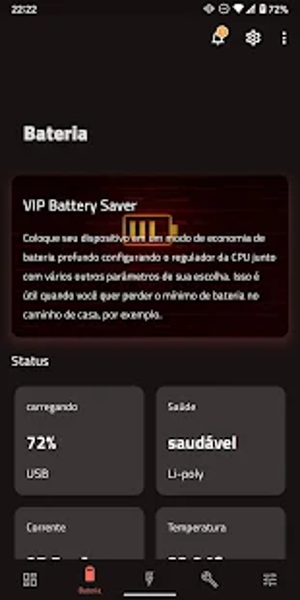 22:22
72%
Bateria
VIP Battery Saver
Coloque seu dispositivo em um modo de economia de
bateria profundo configurando o regulador da CPU junto
com vários outros parâmetros de sua escolha. Isso é
útil quando você quer perder o mínimo de bateria no
caminho de casa, por exemplo.
Status
carregando
Saúde
72%
saudável
USB
Li-poly
Corrente
Temperatura
Bateria